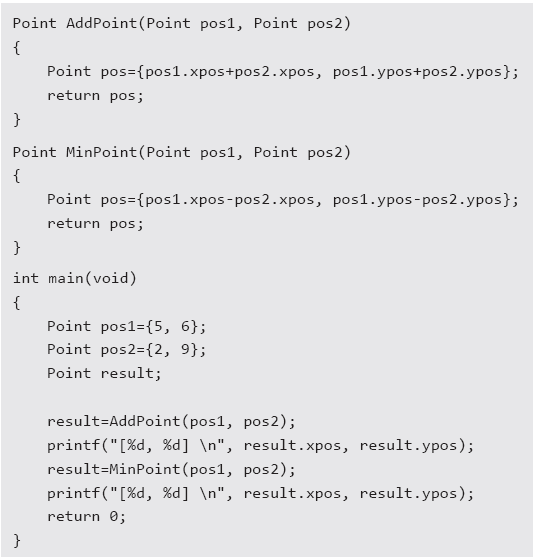 Point AddPoint(Point pos1, Point pos2)
{
    Point pos={pos1.xpos+pos2.xpos, pos1.ypos+pos2.ypos};
    return pos;
}
Point MinPoint(Point pos1, Point pos2)
{
    Point pos={pos1.xpos-pos2.xpos, pos1.ypos-pos2.ypos};
    return pos;
}
int main(void)
{
    Point pos1={5, 6};
    Point pos2={2, 9};
    Point result;

    result=AddPoint(pos1, pos2);
    printf("[%d, %d] \n", result.xpos, result.ypos);
    result=MinPoint(pos1, pos2);
    printf("[%d, %d] \n", result.xpos, result.ypos);
    return 0;
}